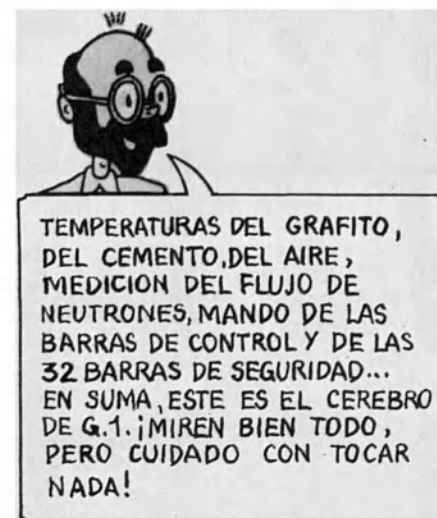 TEMPERATURAS DEL GRAFITO,
DEL CEMENTO, DEL AIRE,
MEDICION DEL FLUJO DE
NEUTRONES, MANDO DE LAS
BARRAS DE CONTROL Y DE LAS
32 BARRAS DE SEGURIDAD...
EN SUMA, ESTE ES EL CEREBRO
DE G.1. ¡MIREN BIEN TODO,
PERO CUIDADO CON TOCAR
NADA!